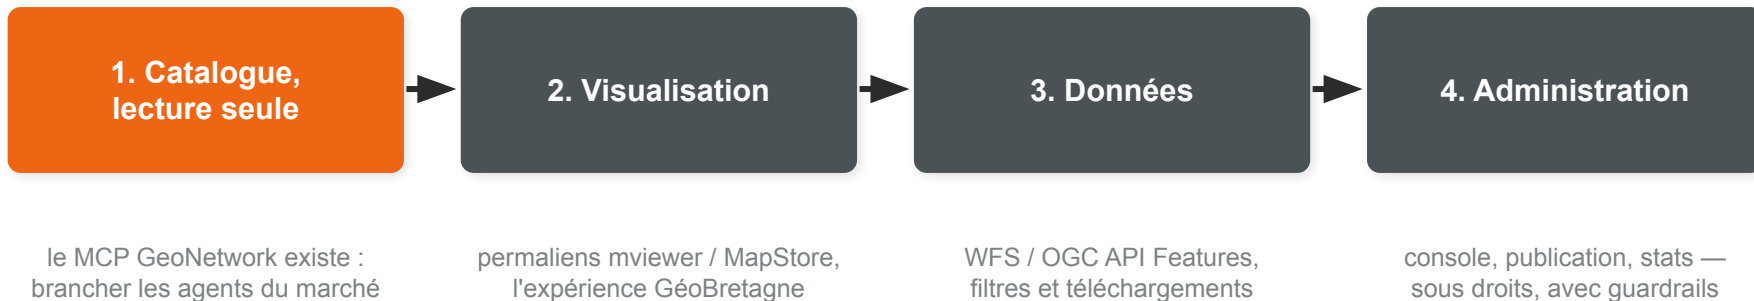 1. Catalogue,
lecture seule
2. Visualisation
3. Données
4. Administration
le MCP GeoNetwork existe :
brancher les agents du marché
permaliens mviewer / MapStore,
l'expérience GéoBretagne
WFS / OGC API Features,
filtres et téléchargements
console, publication, stats —
sous droits, avec guardrails